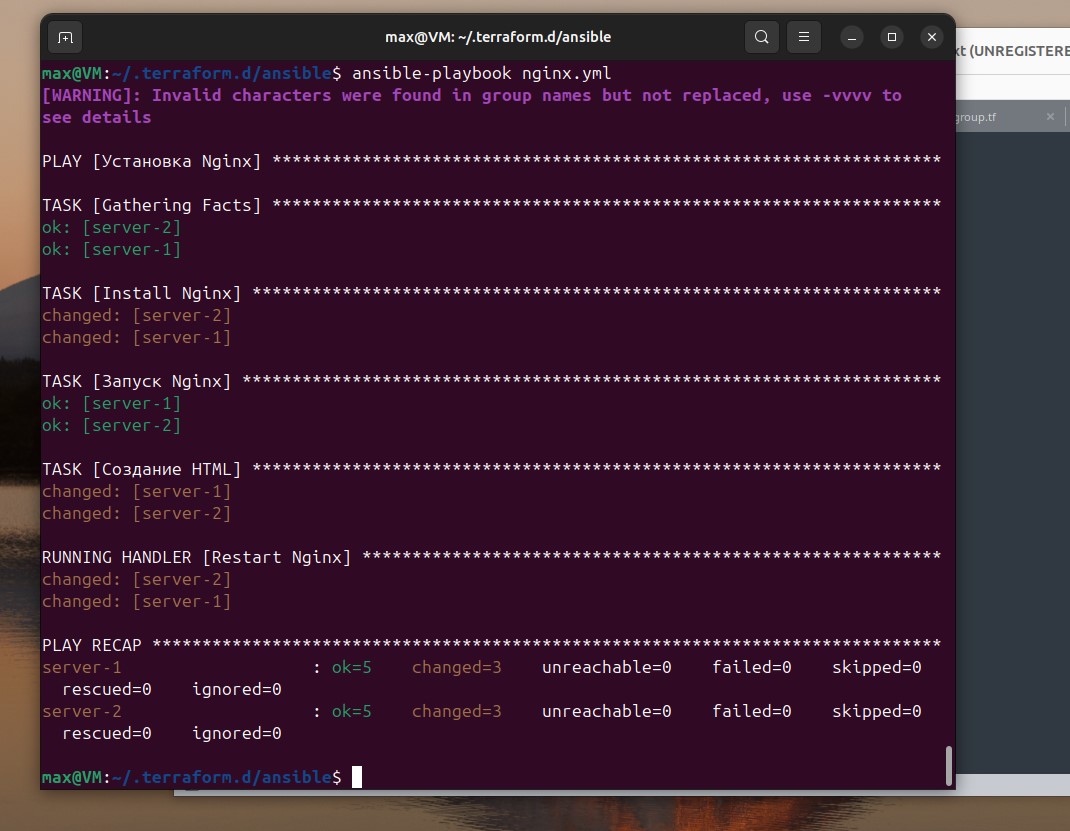 max@VM: ~/.terraform.d/ansible
xt (UNREGISTERE
group.tf
max@VM:~/.terraform.d/ansible$ ansible-playbook nginx.yml
[WARNING]: Invalid characters were found in group names but not replaced, use -vvvv to
see details
PLAY [Установка Nginx] *******************************************************************
TASK [Gathering Facts] *******************************************************************
ok: [server-2]
ok: [server-1]
TASK [Install Nginx] *********************************************************************
changed: [server-2]
changed: [server-1]
TASK [Запуск Nginx] **********************************************************************
ok: [server-1]
ok: [server-2]
TASK [Создание HTML] *********************************************************************
changed: [server-1]
changed: [server-2]
RUNNING HANDLER [Restart Nginx] **********************************************************
changed: [server-2]
changed: [server-1]
PLAY RECAP *******************************************************************************
server-1                   : ok=5    changed=3    unreachable=0    failed=0    skipped=0
  rescued=0    ignored=0
server-2                   : ok=5    changed=3    unreachable=0    failed=0    skipped=0
  rescued=0    ignored=0
max@VM:~/.terraform.d/ansible$